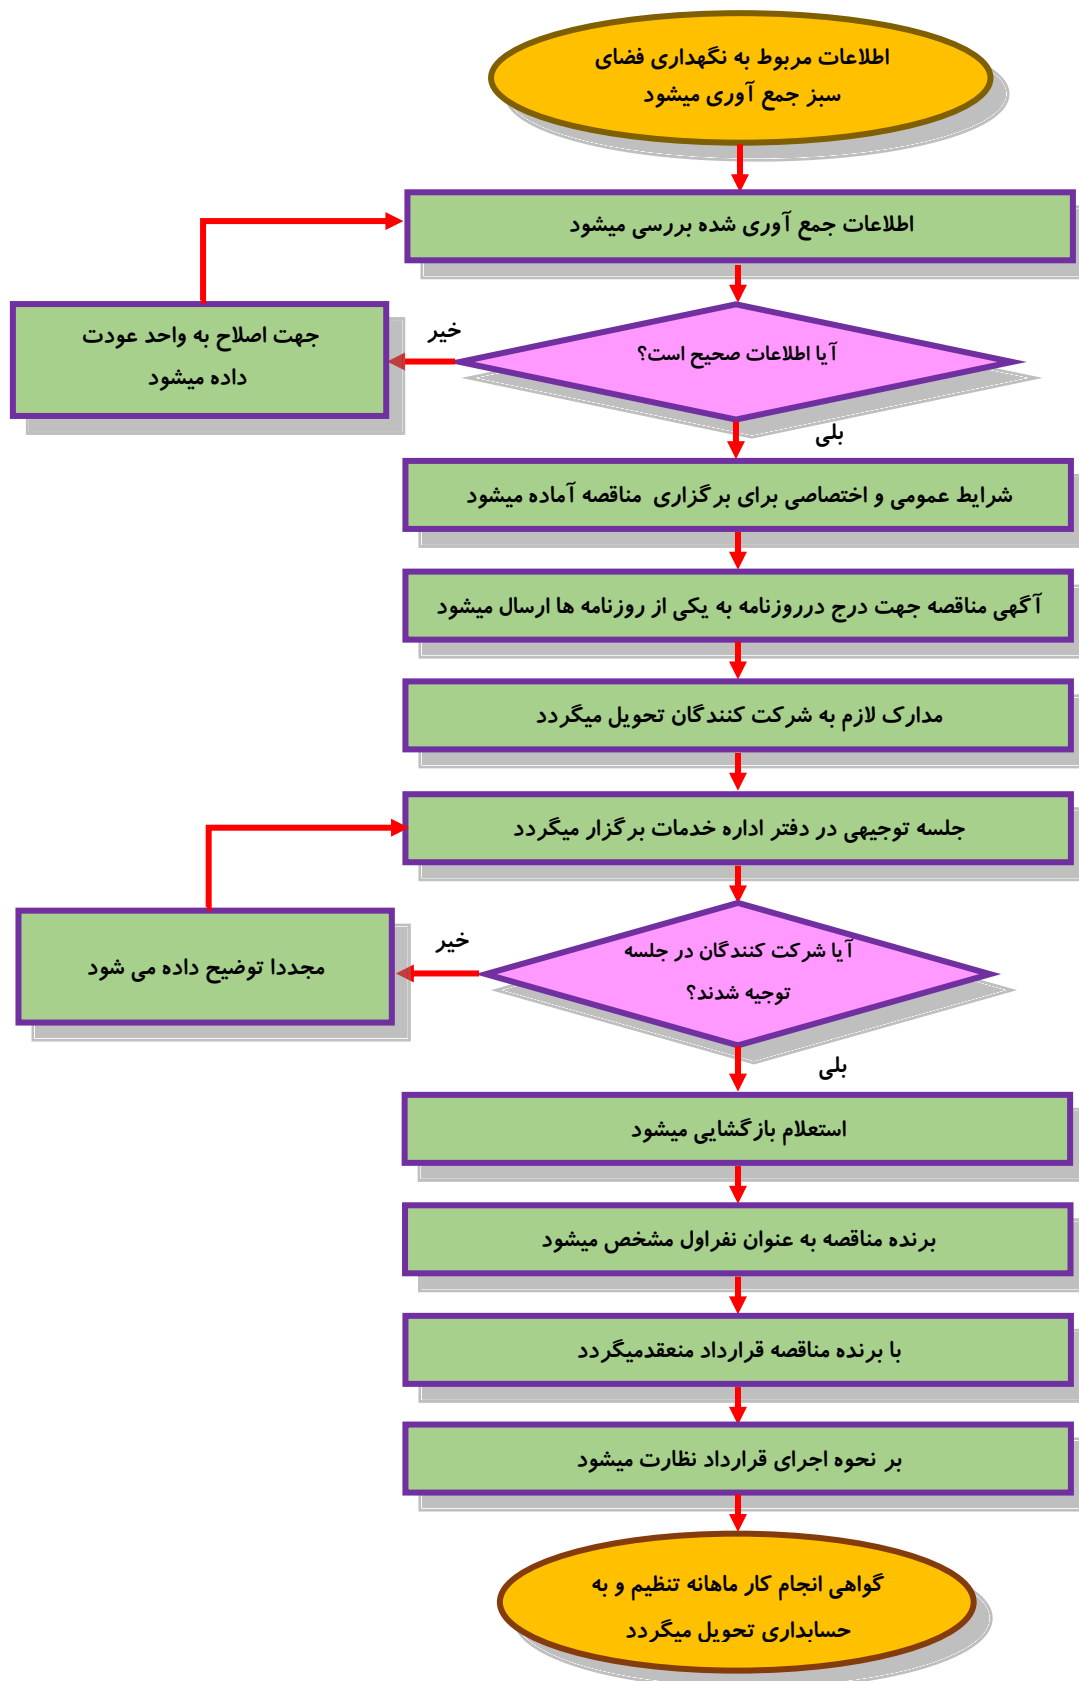 اطلاعات مربوط به نگهداری فضای
سبز جمع آوری میشود
اطلاعات جمع آوری شده بررسی میشود
آیا اطلاعات صحیح است؟
خیر
جهت اصلاح به واحد عودت
داده میشود
بلی
شرایط عمومی و اختصاصی برای برگزاری مناقصه آماده میشود
آگهی مناقصه جهت درج درروزنامه به یکی از روزنامه ها ارسال میشود
مدارک لازم به شرکت کنندگان تحویل میگردد
جلسه توجیهی در دفتر اداره خدمات برگزار میگردد
آیا شرکت کنندگان در جلسه
توجیه شدند؟
خیر
مجددا توضیح داده می شود
بلی
استعلام بازگشایی میشود
برنده مناقصه به عنوان نفراول مشخص میشود
با برنده مناقصه قرارداد منعقدمیگردد
بر نحوه اجرای قرارداد نظارت میشود
گواهی انجام کار ماهانه تنظیم و به
حسابداری تحویل میگردد